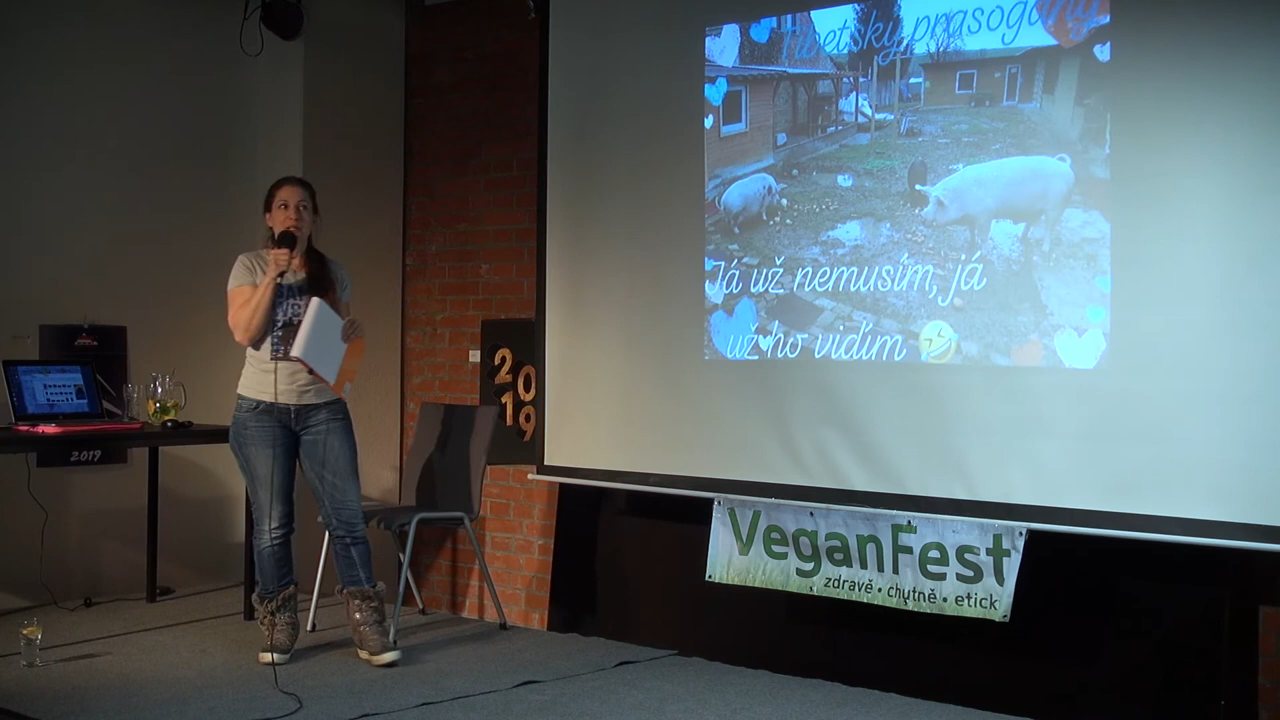 Tibetský prasogang
Já už nemusím, já
už ho vidím
2019
2019
VeganFest
zdravě • chutně • etick